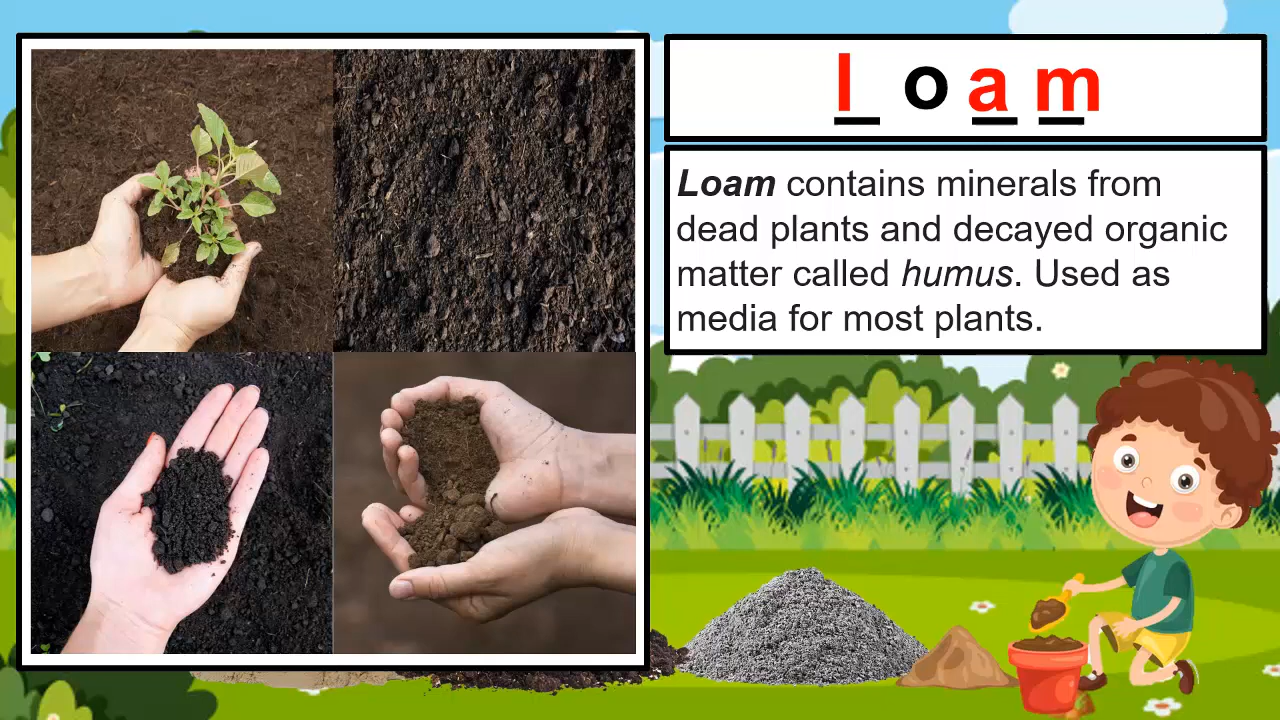 l o a m
Loam contains minerals from
dead plants and decayed organic
matter called humus. Used as
media for most plants.